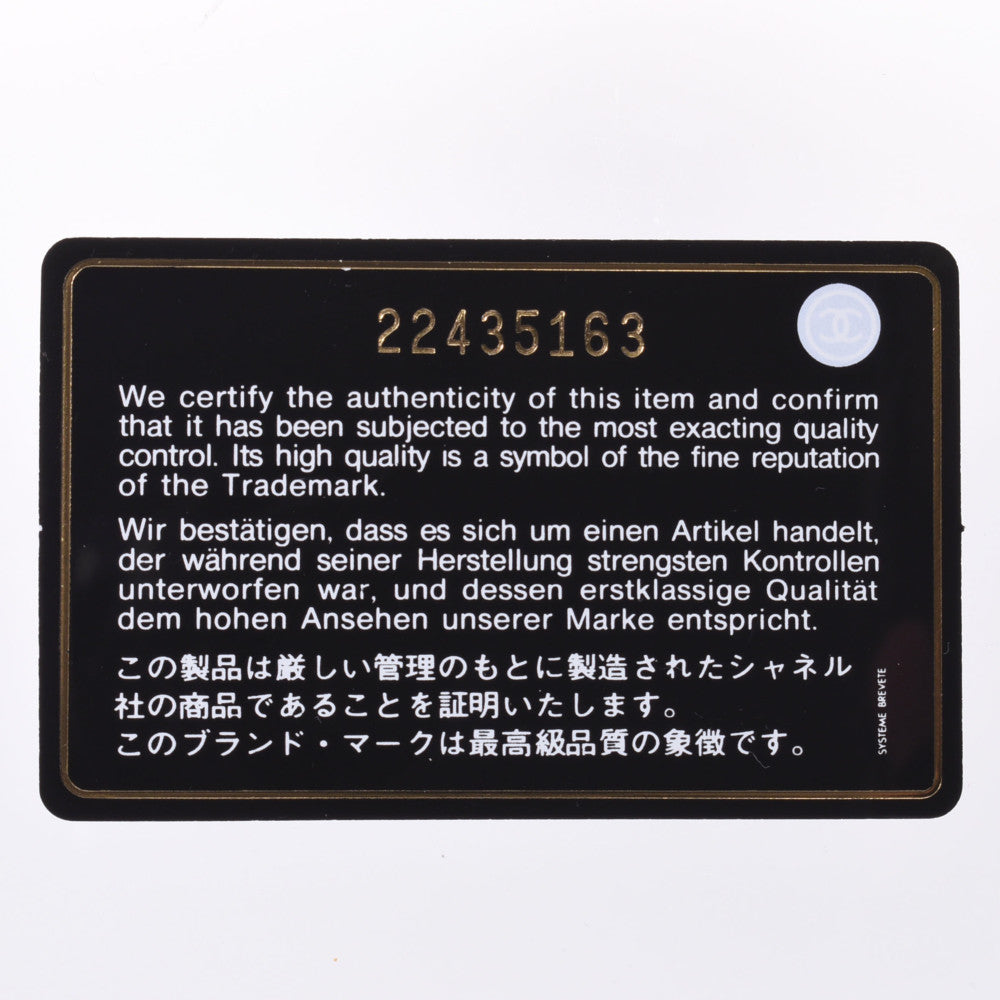 22435163
We certify the authenticity of this item and confirm
that it has been subjected to the most exacting quality
control. Its high quality is a symbol of the fine reputation
of the Trademark.
Wir bestätigen, dass es sich um einen Artikel handelt,
der während seiner Herstellung strengsten Kontrollen
unterworfen war, und dessen erstklassige Qualität
dem hohen Ansehen unserer Marke entspricht.
この製品は厳しい管理のもとに製造されたシャネル
社の商品であることを証明いたします。
このブランド・マークは最高級品質の象徴です。
SYSTEME BREVETE